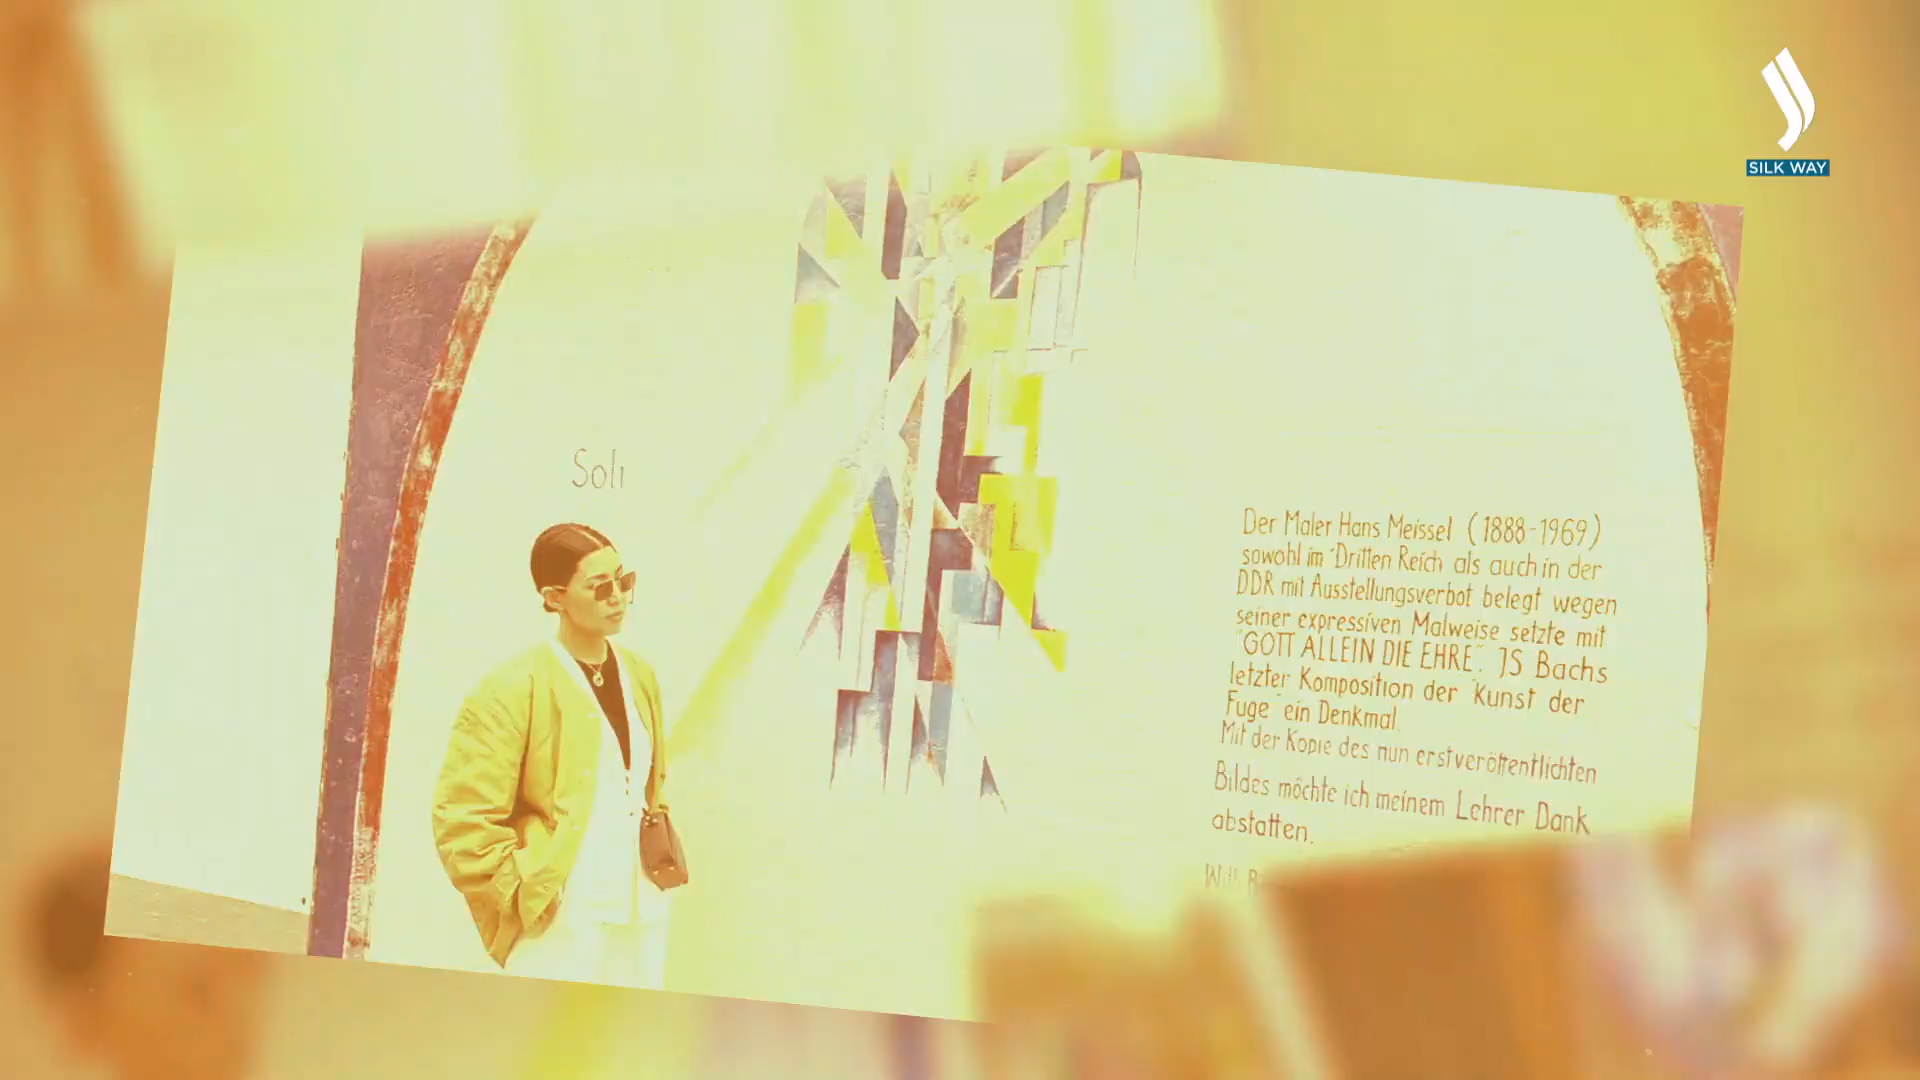 SILK WAY
Soli
Der Maler Hans Meissel (1888-1969)
sowohl im "Dritten Reich als auch in der
DDR mit Ausstellungsverbot belegt wegen
seiner expressiven Malweise setzte mit
"GOTT ALLEIN DIE EHRE". JS Bachs
letzter Komposition der "Kunst der
Fuge" ein Denkmal.
Mit der Kopie des nun erstveröffentlichten
Bildes möchte ich meinem Lehrer Dank
abstatten.